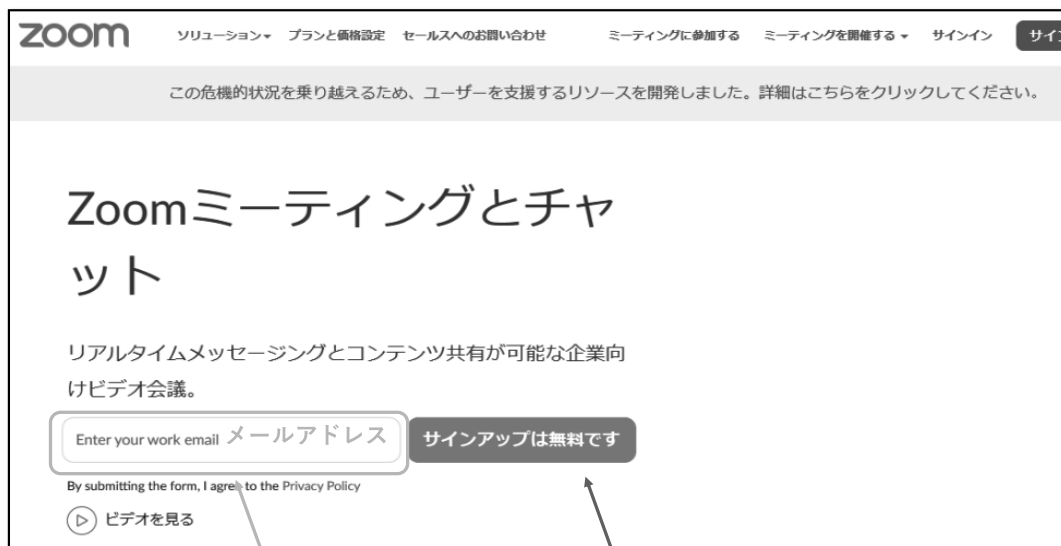 zoom ソリューション▾ プランと価格設定 セールスへのお問い合わせ ミーティングに参加する ミーティングを開催する ▾ サインイン
この危機的状況を乗り越えるため、ユーザーを支援するリソースを開発しました。詳細はこちらをクリックしてください。
Zoomミーティングとチャ
ット
リアルタイムメッセージングとコンテンツ共有が可能な企業向
けビデオ会議。
Enter your work email メールアドレス サインアップは無料です
By submitting the form, I agree to the Privacy Policy
ビデオを見る